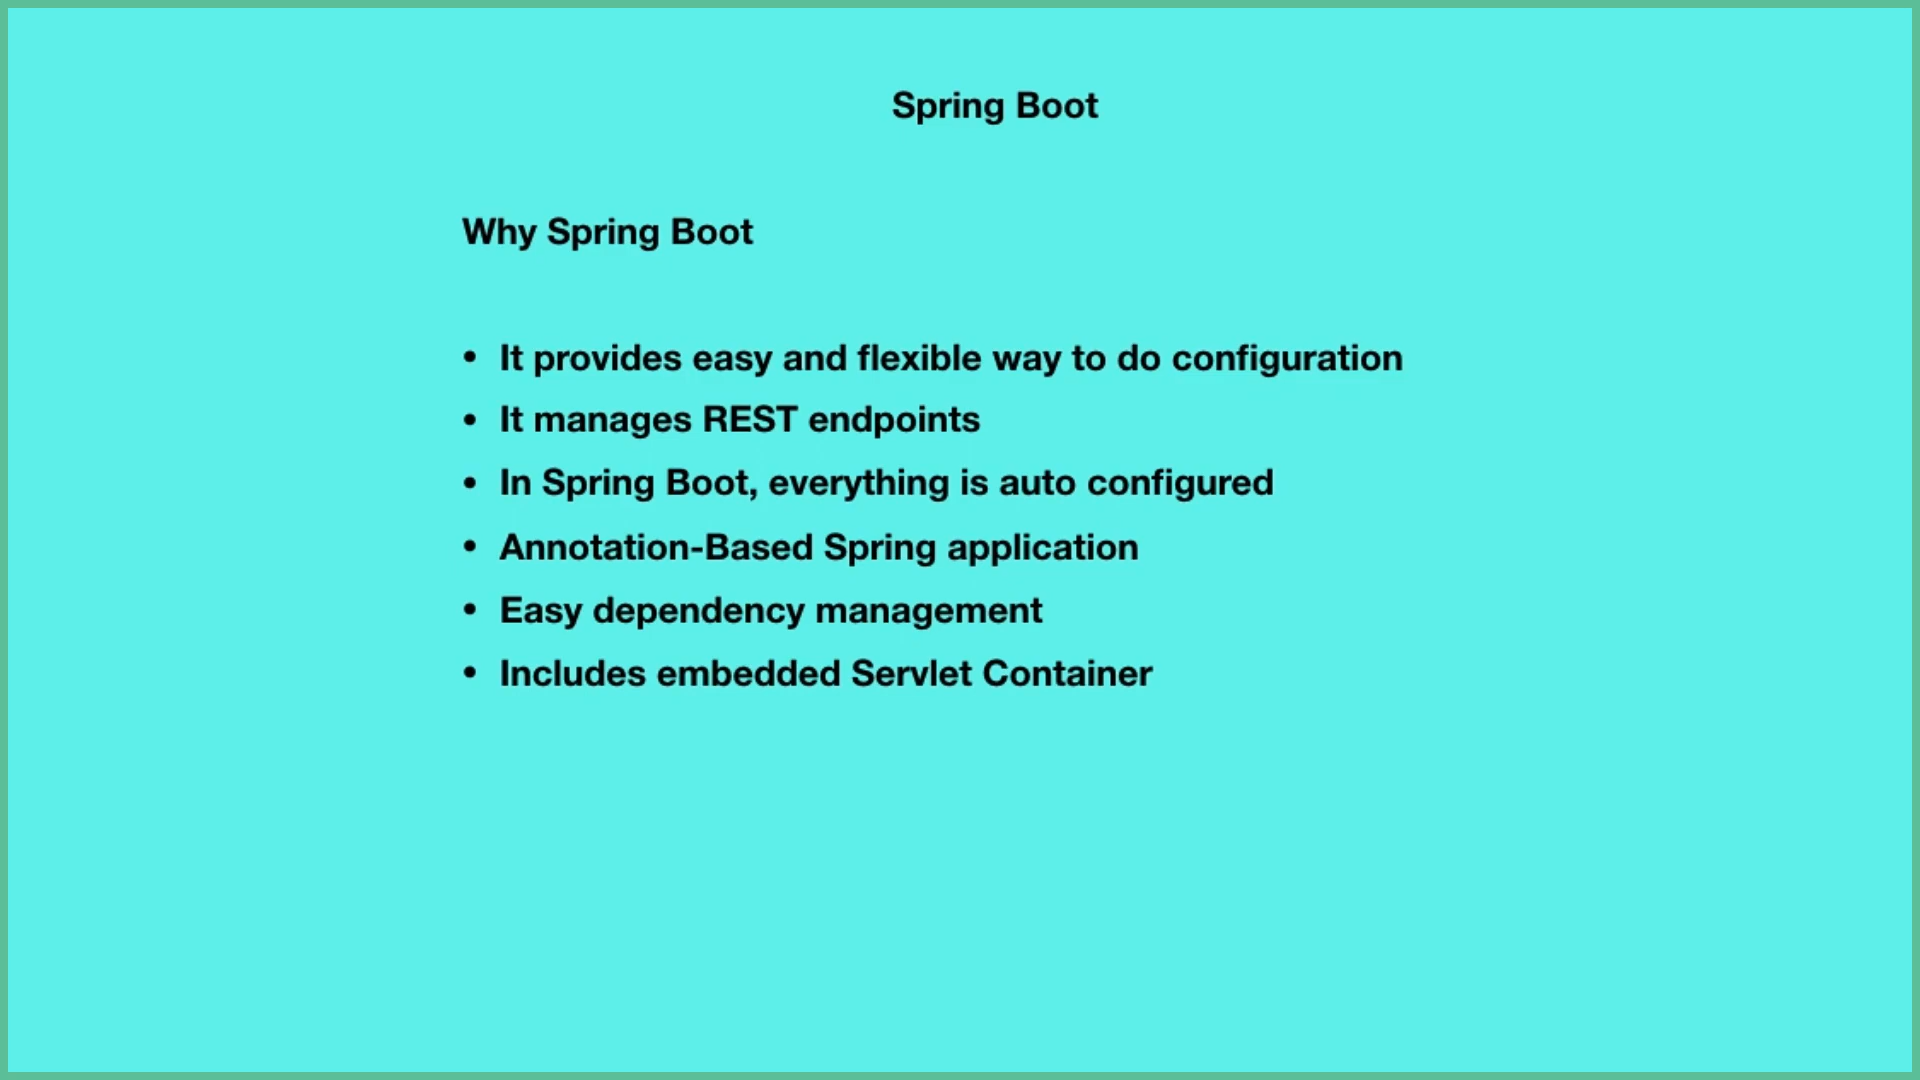 Spring Boot
Why Spring Boot
• It provides easy and flexible way to do configuration
• It manages REST endpoints
• In Spring Boot, everything is auto configured
• Annotation-Based Spring application
• Easy dependency management
• Includes embedded Servlet Container